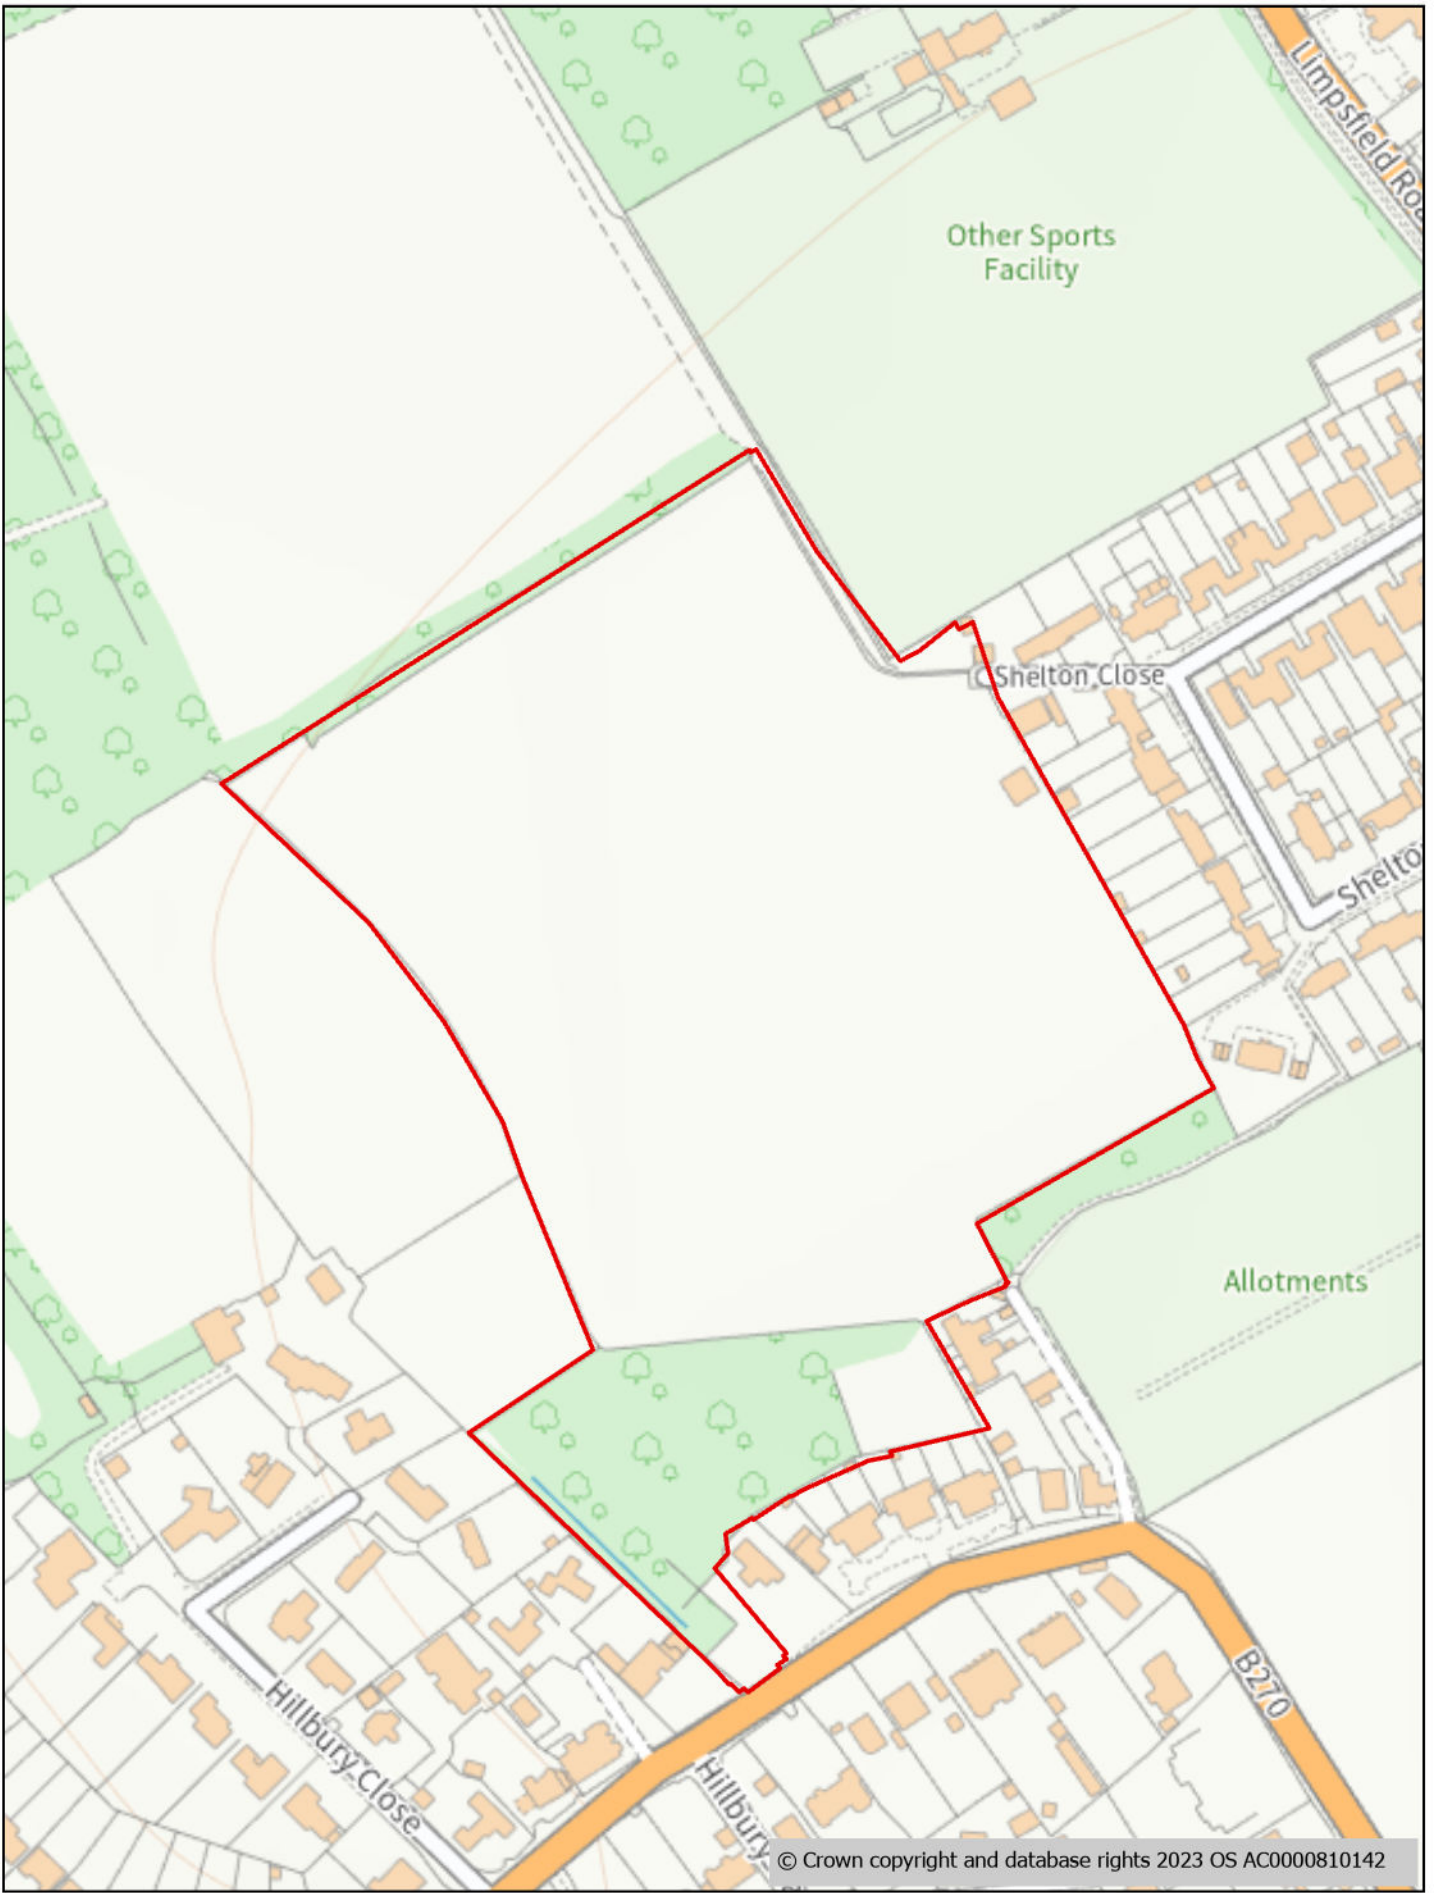 Limpsfield Roa
Other Sports
Facility
Shelton Close
Shelto
Allotments
B270
Hillbury Close
Hillbury
© Crown copyright and database rights 2023 OS AC0000810142